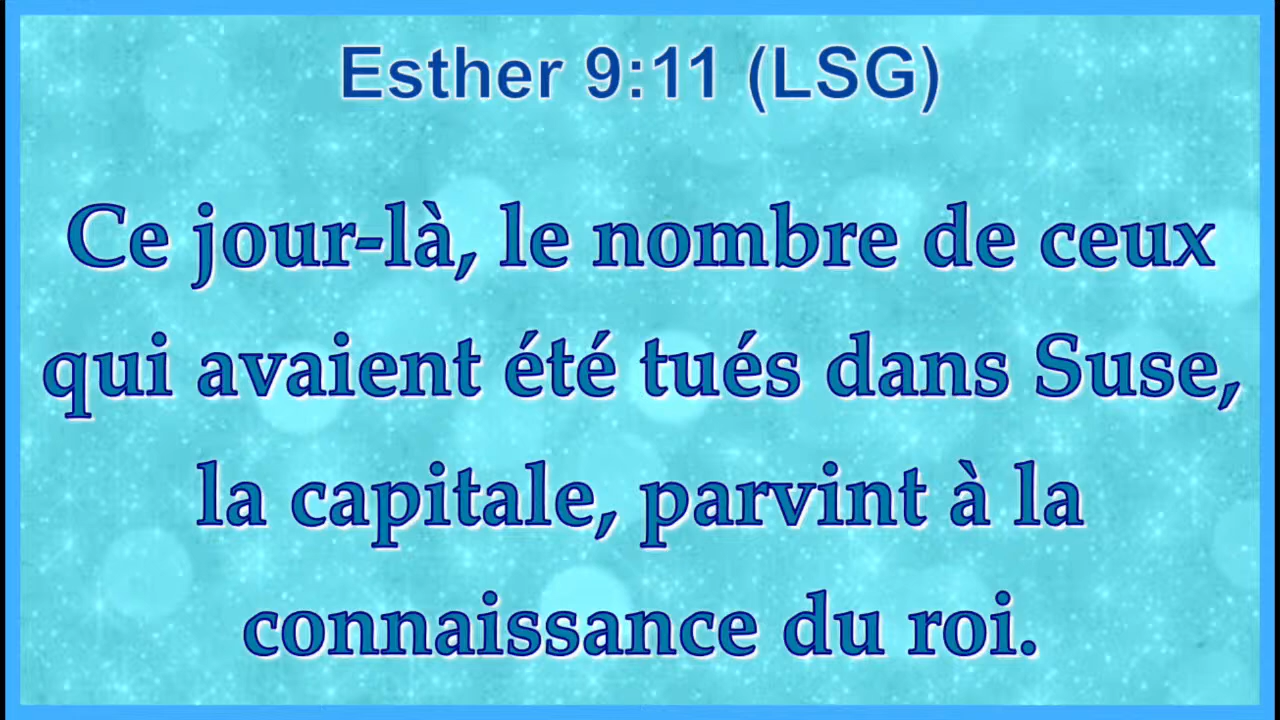 Esther 9:11 (LSG)
Ce jour-là, le nombre de ceux
qui avaient été tués dans Suse,
la capitale, parvint à la
connaissance du roi.